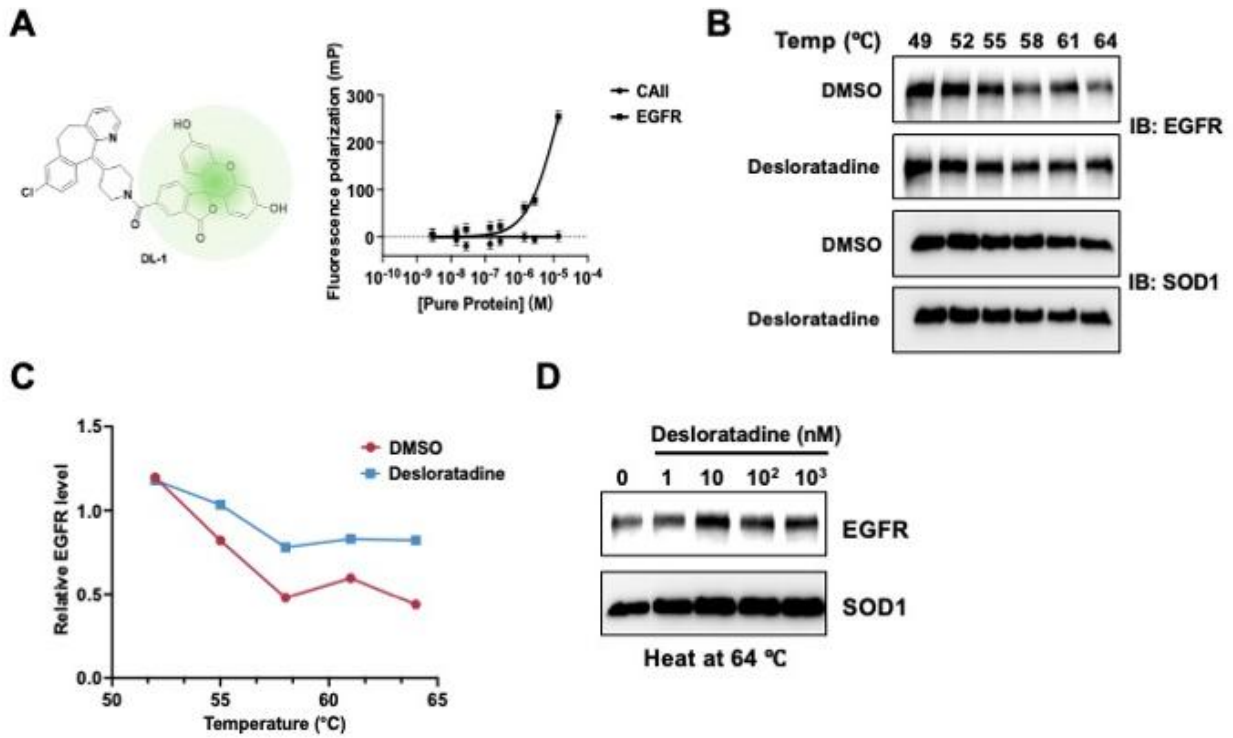 A
HO
O
N
Cl
N
O
O
O
OH
DL-1
Fluorescence polarization (mP)
300
200
100
0
10⁻¹⁰ 10⁻⁹ 10⁻⁸ 10⁻⁷ 10⁻⁶ 10⁻⁵ 10⁻⁴
[Pure Protein] (M)
CAII
EGFR
B
Temp (℃) 49 52 55 58 61 64
DMSO
IB: EGFR
Desloratadine
DMSO
IB: SOD1
Desloratadine
C
Relative EGFR level
1.5
1.0
0.5
0.0
50 55 60 65
Temperature (°C)
DMSO
Desloratadine
D
Desloratadine (nM)
0 1 10 10² 10³
EGFR
SOD1
Heat at 64 ℃